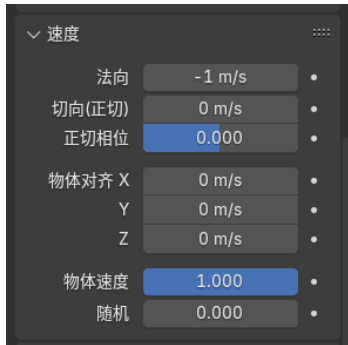 速度
法向 -1 m/s
切向(正切) 0 m/s
正切相位 0.000
物体对齐 X 0 m/s
Y 0 m/s
Z 0 m/s
物体速度 1.000
随机 0.000